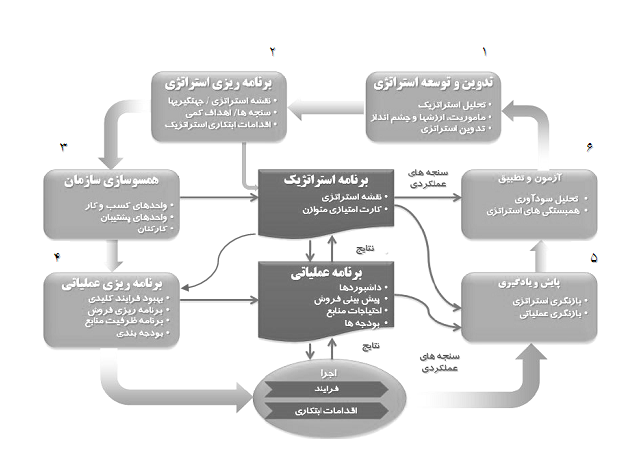 ۱
تدوین و توسعه استراتژی
• تحلیل استراتژیک
• ماموریت، ارزشها و چشم انداز
• تدوین استراتژی
۲
برنامه ریزی استراتژی
• نقشه استراتژی / جهتگیریها
• سنجه ها/ اهداف کمی
• اقدامات ابتکاری استراتژیک
۳
همسوسازی سازمان
• واحدهای کسب و کار
• واحدهای پشتیبان
• کارکنان
برنامه استراتژیک
• نقشه استراتژی
• کارت امتیازی متوازن
سنجه های
عملکردی
۶
آزمون و تطبیق
• تحلیل سودآوری
• همبستگی های استراتژی
نتایج
۴
برنامه ریزی عملیاتی
• بهبود فرایند کلیدی
• برنامه ریزی فروش
• برنامه ظرفیت منابع
• بودجه بندی
برنامه عملیاتی
• داشبوردها
• پیش بینی فروش
• احتیاجات منابع
• بودجه ها
۵
پایش و یادگیری
• بازنگری استراتژی
• بازنگری عملیاتی
نتایج
سنجه های
عملکردی
اجرا
فرایند
اقدامات ابتکاری